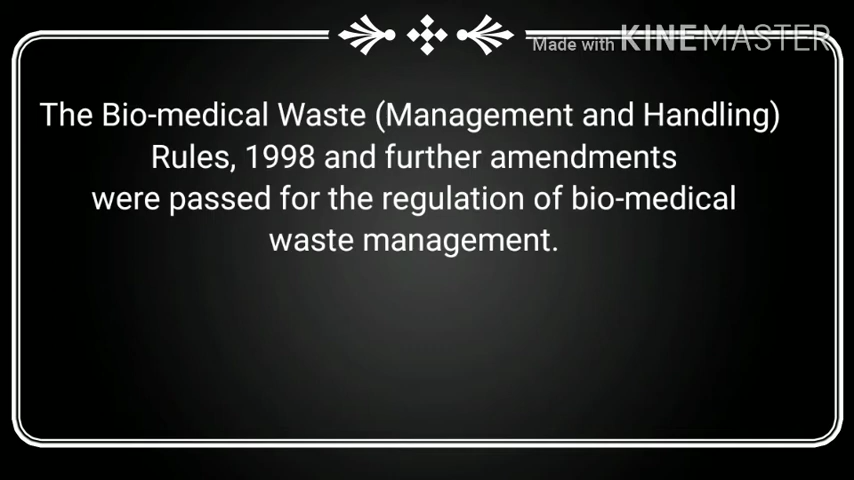 Made with KINEMASTER
The Bio-medical Waste (Management and Handling)
Rules, 1998 and further amendments
were passed for the regulation of bio-medical
waste management.